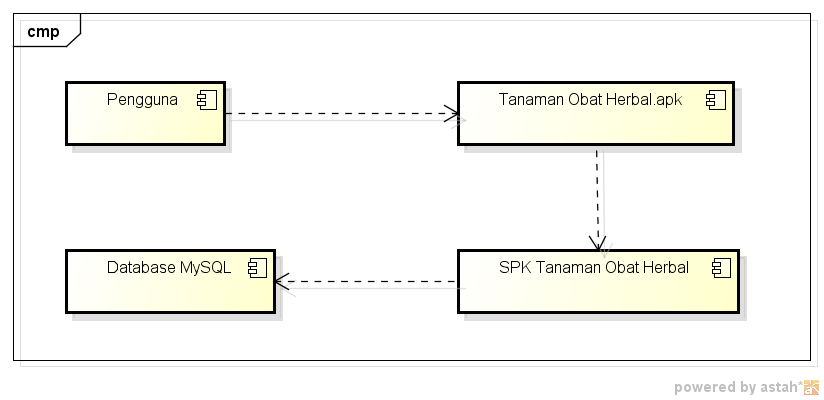 cmp
Pengguna
Tanaman Obat Herbal.apk
Database MySQL
SPK Tanaman Obat Herbal
powered by astah*